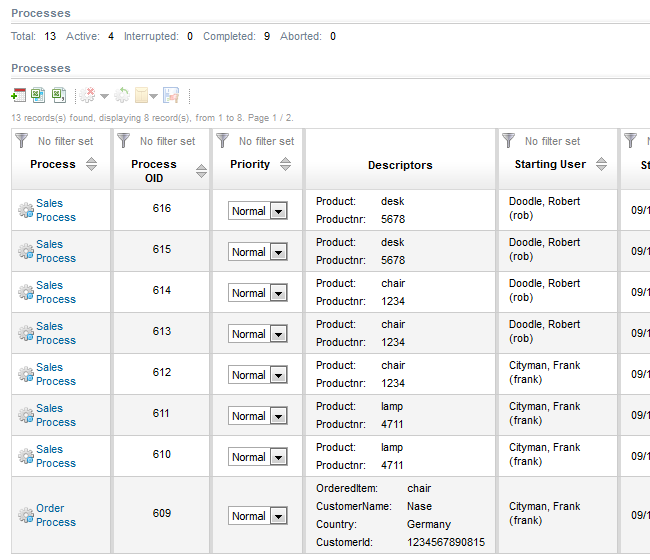 Processes
Total: 13 Active: 4 Interrupted: 0 Completed: 9 Aborted: 0
Processes
13 records(s) found, displaying 8 record(s), from 1 to 8. Page 1 / 2.
No filter set No filter set No filter set No filter set
Process Process OID Priority Descriptors Starting User St
Sales Process 616 Normal Product: desk Doodle, Robert (rob) 09/1
Productnr: 5678
Sales Process 615 Normal Product: desk Doodle, Robert (rob) 09/1
Productnr: 5678
Sales Process 614 Normal Product: chair Doodle, Robert (rob) 09/1
Productnr: 1234
Sales Process 613 Normal Product: chair Doodle, Robert (rob) 09/1
Productnr: 1234
Sales Process 612 Normal Product: chair Cityman, Frank (frank) 09/1
Productnr: 1234
Sales Process 611 Normal Product: lamp Cityman, Frank (frank) 09/1
Productnr: 4711
Sales Process 610 Normal Product: lamp Cityman, Frank (frank) 09/1
Productnr: 4711
Order Process 609 Normal OrderedItem: chair Cityman, Frank (frank) 09/1
CustomerName: Nase
Country: Germany
CustomerId: 1234567890815